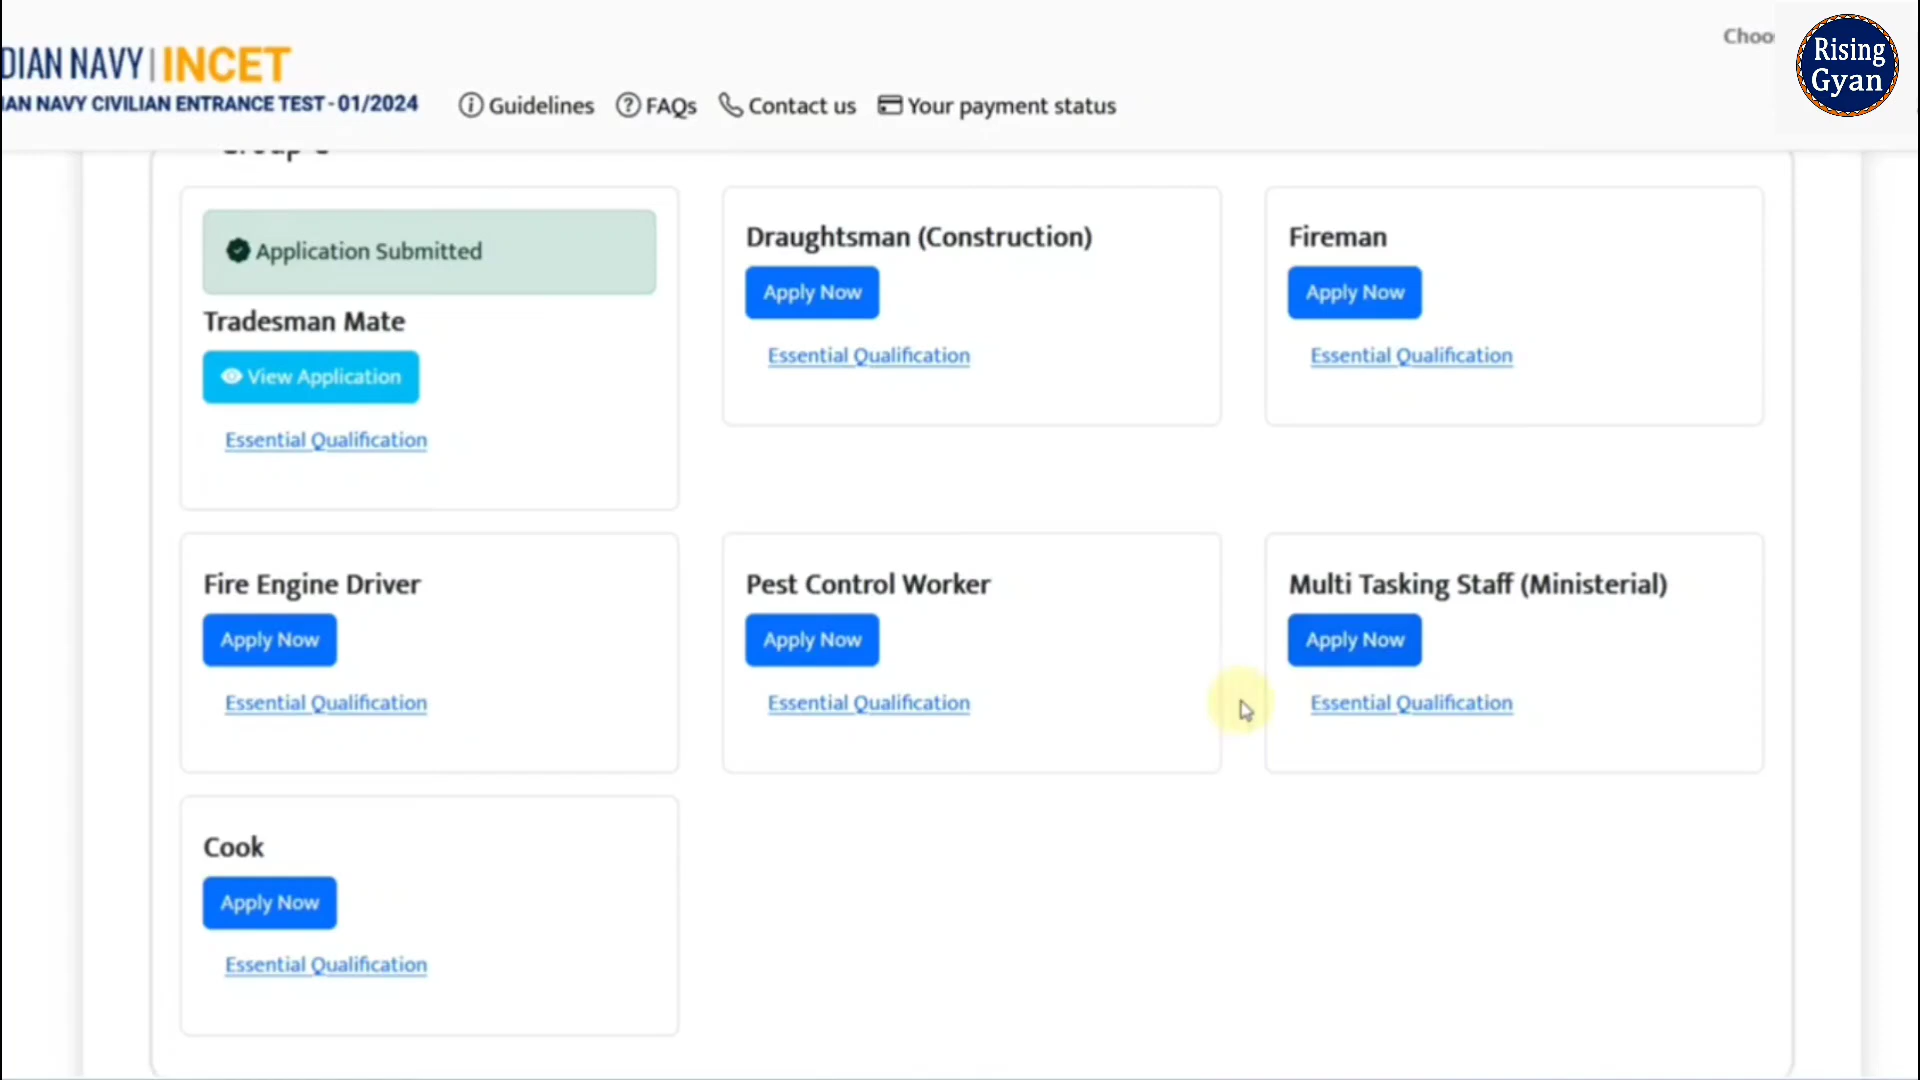 DIAN NAVY | INCET
IAN NAVY CIVILIAN ENTRANCE TEST - 01/2024
Guidelines
FAQs
Contact us
Your payment status
Choo
Rising
Gyan
Application Submitted
Tradesman Mate
View Application
Essential Qualification
Draughtsman (Construction)
Apply Now
Essential Qualification
Fireman
Apply Now
Essential Qualification
Fire Engine Driver
Apply Now
Essential Qualification
Pest Control Worker
Apply Now
Essential Qualification
Multi Tasking Staff (Ministerial)
Apply Now
Essential Qualification
Cook
Apply Now
Essential Qualification